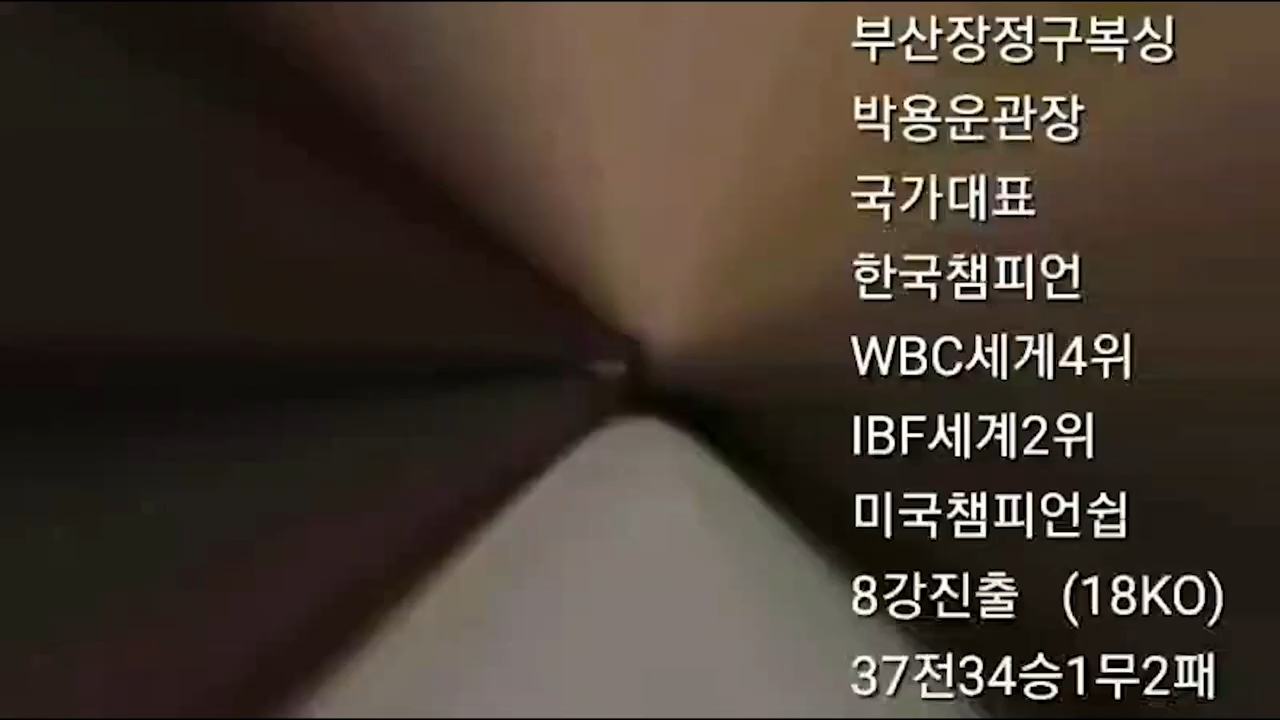 부산장정구복싱
박용운관장
국가대표
한국챔피언
WBC세게4위
IBF세계2위
미국챔피언쉽
8강진출 (18KO)
37전34승1무2패